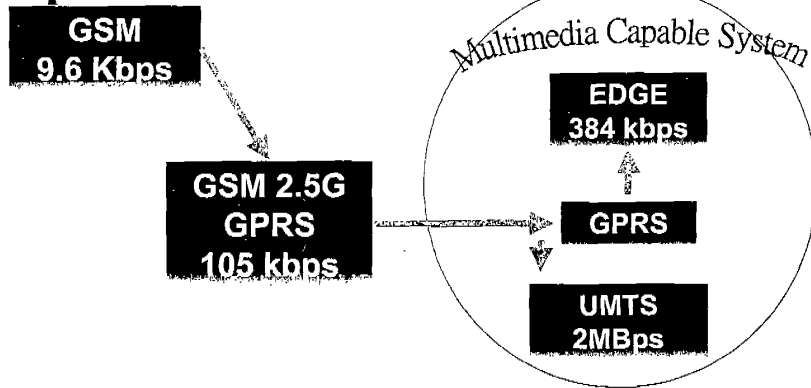 GSM
9.6 Kbps
Multimedia Capable System
EDGE
384 kbps
GSM 2.5G
GPRS
105 kbps
GPRS
UMTS
2MBps